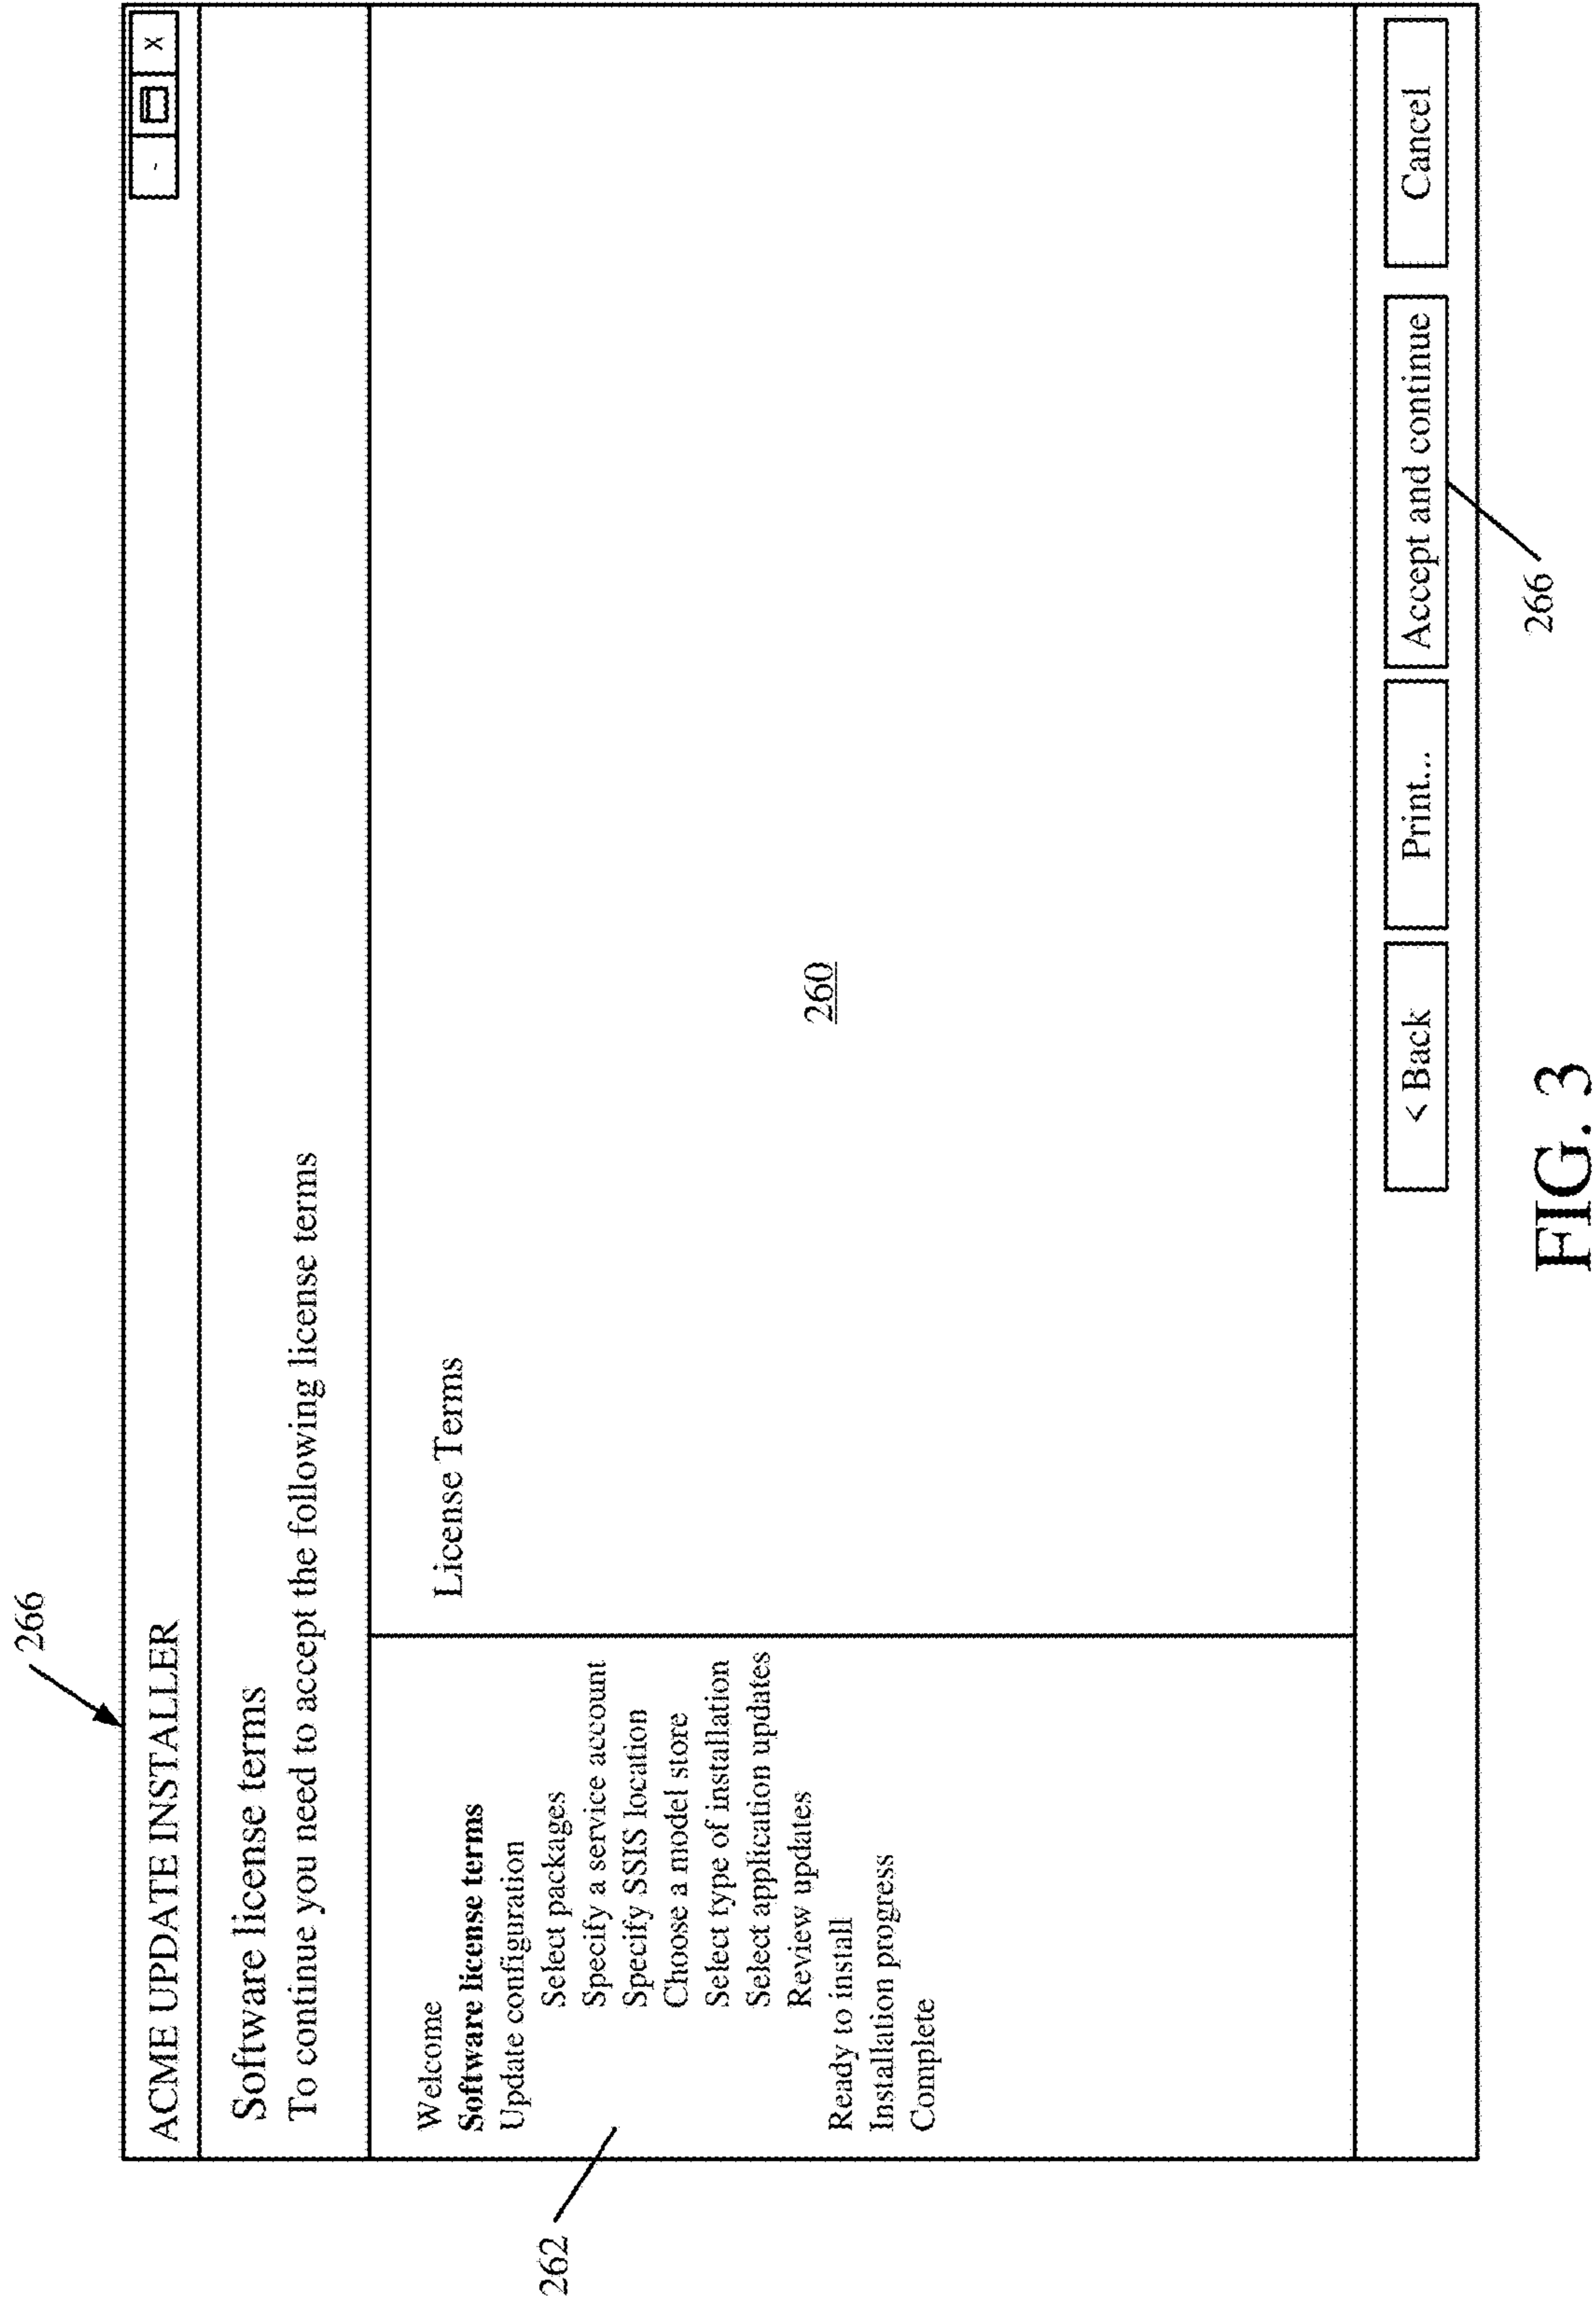 266
ACME UPDATE INSTALLER
- X
Software license terms
To continue you need to accept the following license terms
Welcome
Software license terms
Update configuration
Select packages
Specify a service account
Specify SSIS location
Choose a model store
Select type of installation
Select application updates
Review updates
Ready to install
Installation progress
Complete
262
License Terms
260
< Back
Print...
Accept and continue
Cancel
266
FIG. 3